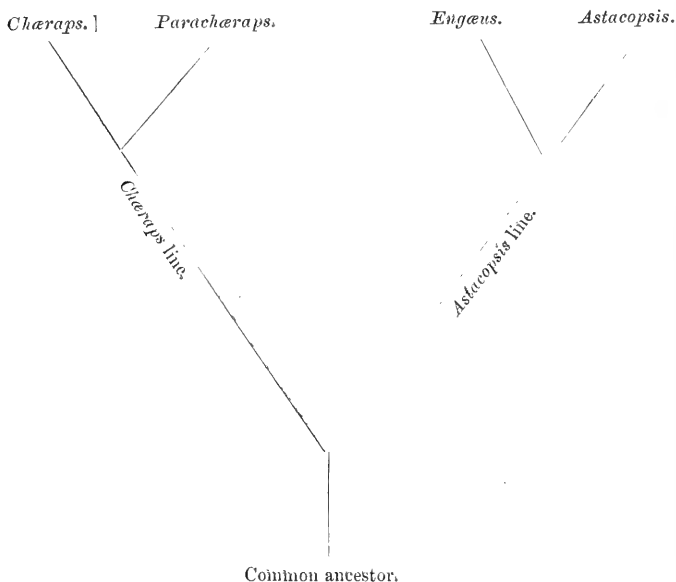 Chæraps.]
Parachæraps.
Engæus.
Astacopsis.
Chæraps line.
Astacopsis line.
Common ancestor.